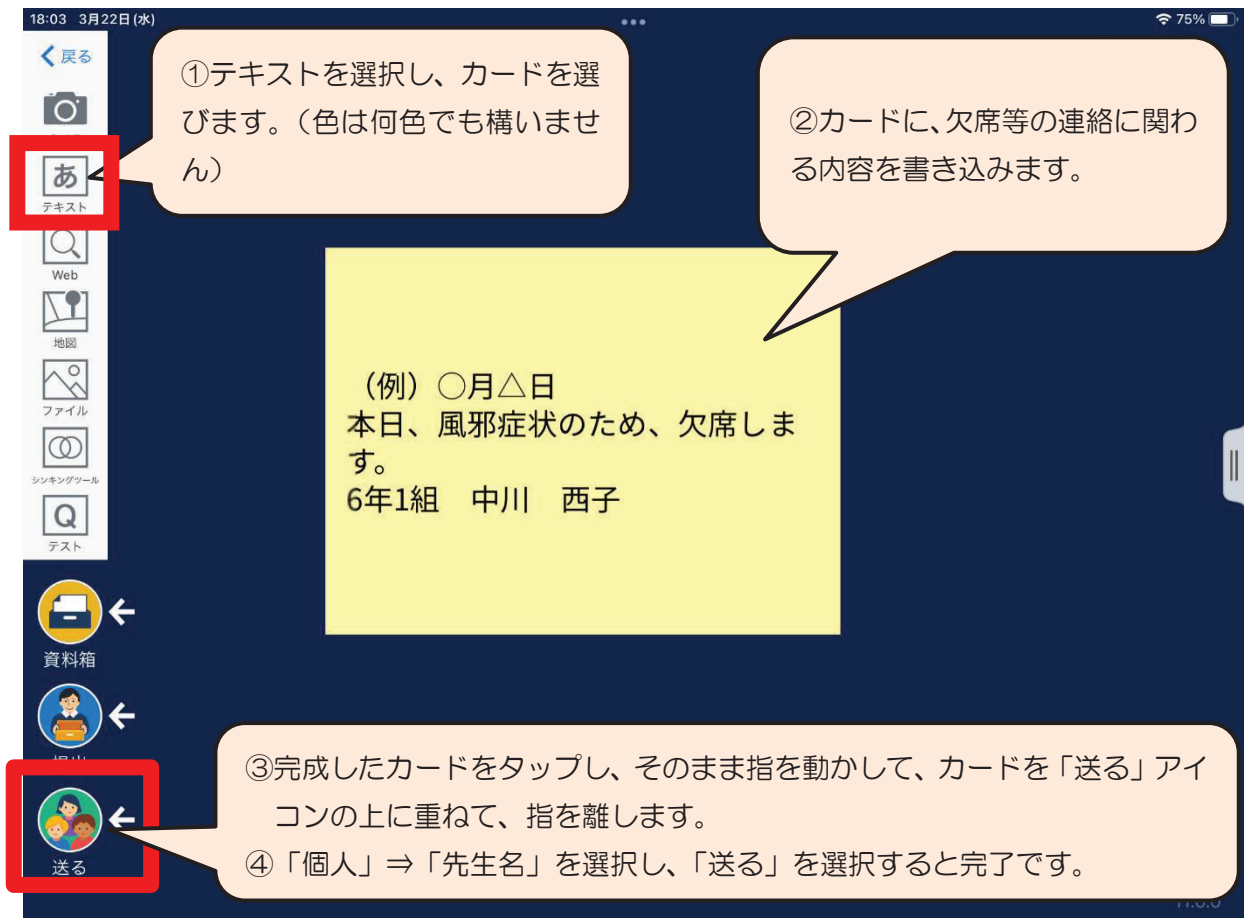 18:03 3月22日(水)
75%
戻る
①テキストを選択し、カードを選
びます。（色は何色でも構いませ
ん）
②カードに、欠席等の連絡に関わ
る内容を書き込みます。
あ
テキスト
Web
地図
ファイル
シンキングツール
Q
テスト
（例）○月△日
本日、風邪症状のため、欠席しま
す。
6年1組　中川　西子
資料箱
③完成したカードをタップし、そのまま指を動かして、カードを「送る」アイ
コンの上に重ねて、指を離します。
④「個人」⇒「先生名」を選択し、「送る」を選択すると完了です。
送る